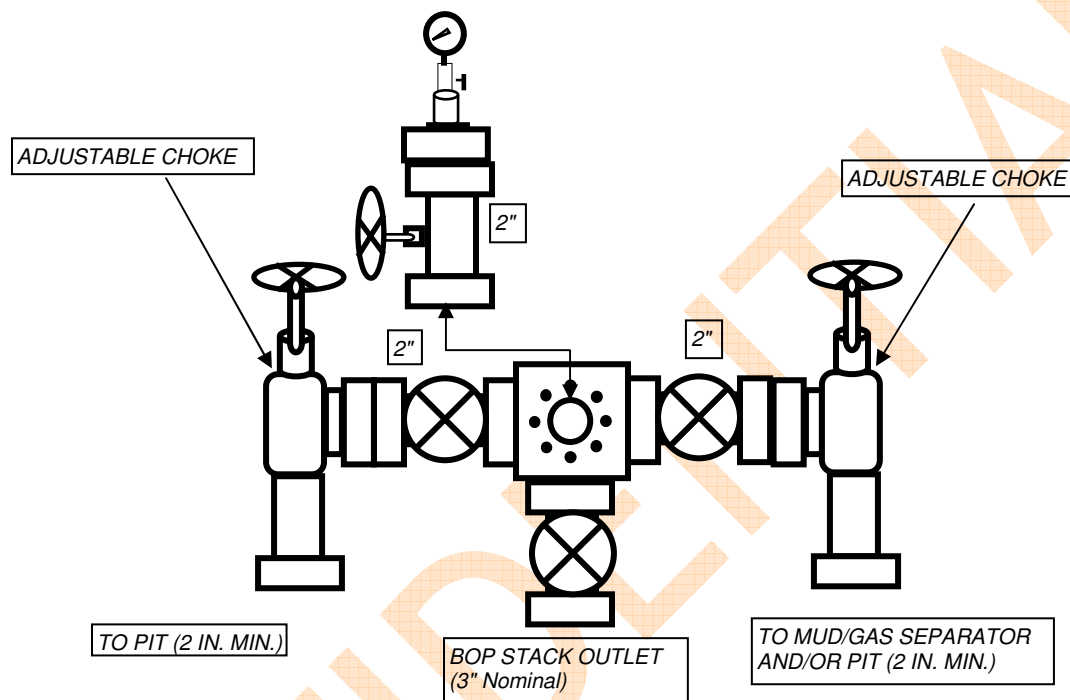 ADJUSTABLE CHOKE
ADJUSTABLE CHOKE
2"
2"
2"
TO PIT (2 IN. MIN.)
BOP STACK OUTLET
(3" Nominal)
TO MUD/GAS SEPARATOR
AND/OR PIT (2 IN. MIN.)